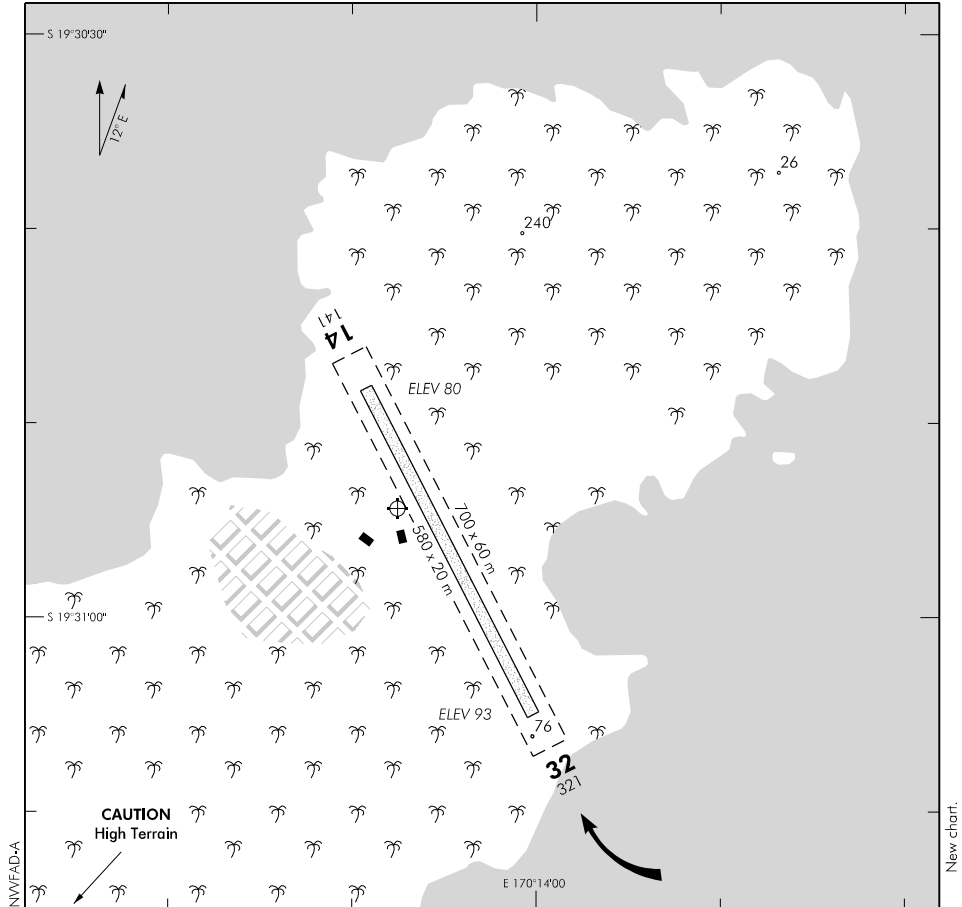 S 19°30'30"
12° E
26
240
141
14
ELEV 80
700 x 60 m
580 x 20 m
S 19°31'00"
ELEV 93
76
32
321
CAUTION
High Terrain
E 170°14'00
NVVFAD-A
New chart.